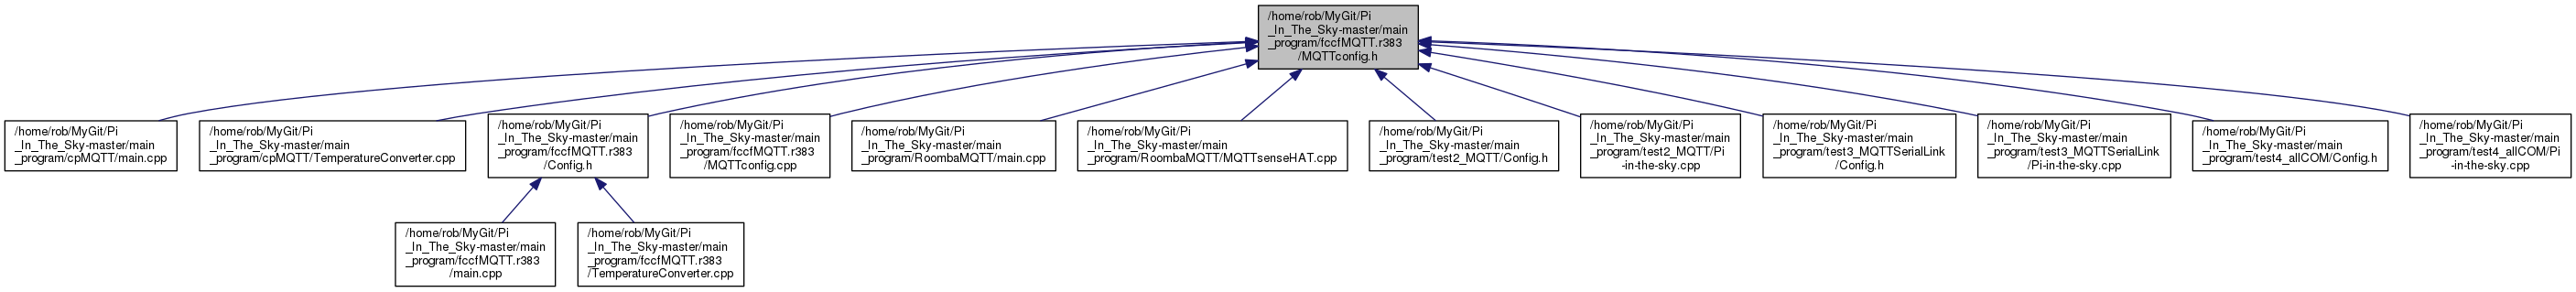 /home/rob/MyGit/Pi
_In_The_Sky-master/main
_program/fccfMQTT.r383
/MQTTconfig.h
/home/rob/MyGit/Pi
_In_The_Sky-master/main
_program/cpMQTT/main.cpp
/home/rob/MyGit/Pi
_In_The_Sky-master/main
_program/cpMQTT/TemperatureConverter.cpp
/home/rob/MyGit/Pi
_In_The_Sky-master/main
_program/fccfMQTT.r383
/Config.h
/home/rob/MyGit/Pi
_In_The_Sky-master/main
_program/fccfMQTT.r383
/MQTTconfig.cpp
/home/rob/MyGit/Pi
_In_The_Sky-master/main
_program/RoombaMQTT/main.cpp
/home/rob/MyGit/Pi
_In_The_Sky-master/main
_program/RoombaMQTT/MQTTsenseHAT.cpp
/home/rob/MyGit/Pi
_In_The_Sky-master/main
_program/test2_MQTT/Config.h
/home/rob/MyGit/Pi
_In_The_Sky-master/main
_program/test2_MQTT/Pi
-in-the-sky.cpp
/home/rob/MyGit/Pi
_In_The_Sky-master/main
_program/test3_MQTTSerialLink
/Config.h
/home/rob/MyGit/Pi
_In_The_Sky-master/main
_program/test3_MQTTSerialLink
/Pi-in-the-sky.cpp
/home/rob/MyGit/Pi
_In_The_Sky-master/main
_program/test4_allCOM/Config.h
/home/rob/MyGit/Pi
_In_The_Sky-master/main
_program/test4_allCOM/Pi
-in-the-sky.cpp
/home/rob/MyGit/Pi
_In_The_Sky-master/main
_program/fccfMQTT.r383
/main.cpp
/home/rob/MyGit/Pi
_In_The_Sky-master/main
_program/fccfMQTT.r383
/TemperatureConverter.cpp